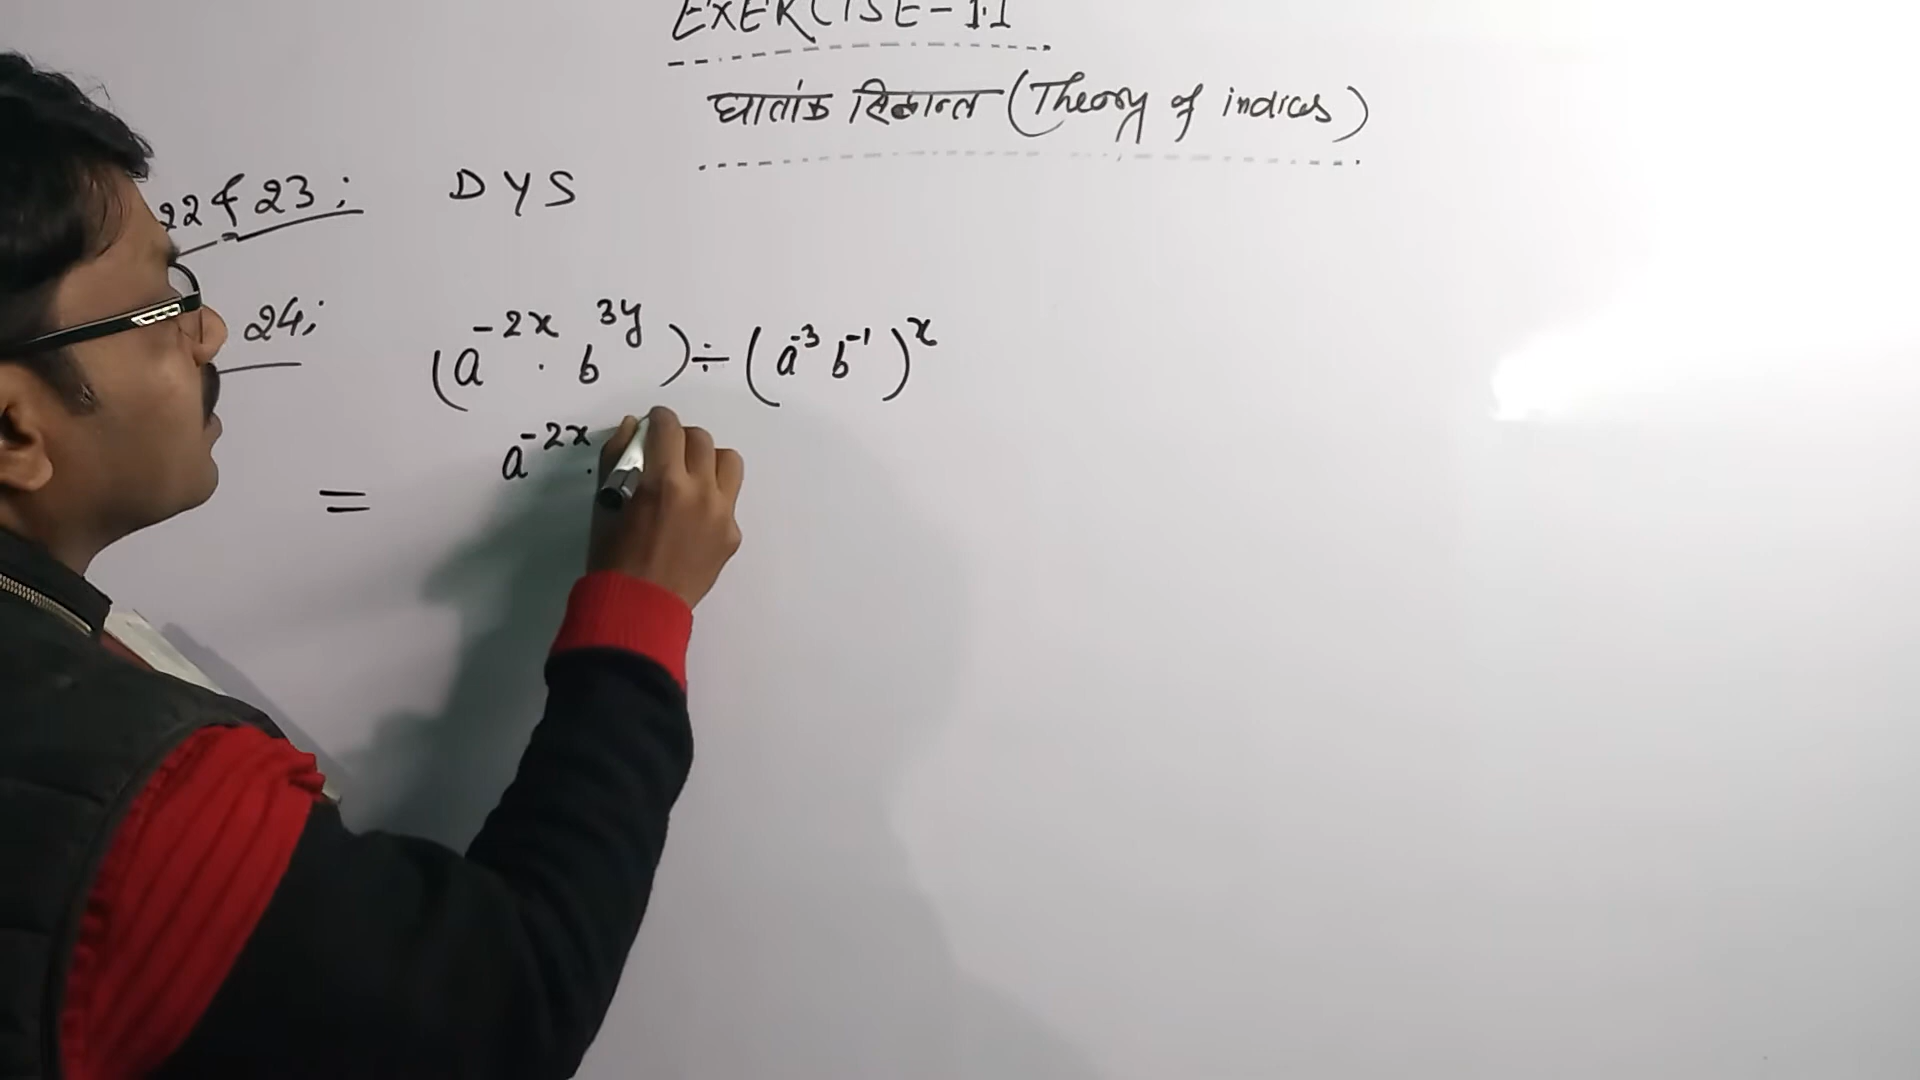 EXERCISE-1.1
घातांक सिद्धान्त (Theory of indices)
22 & 23; DYS
24; (a^{-2x} . b^{3y}) ÷ (a^{-3} b^{-1})^x
= a^{-2x} .